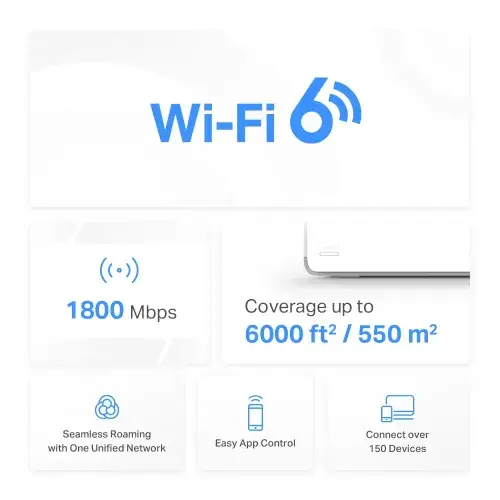 Wi-Fi 6
1800 Mbps
Coverage up to
6000 ft² / 550 m²
Seamless Roaming
with One Unified Network
Easy App Control
Connect over
150 Devices